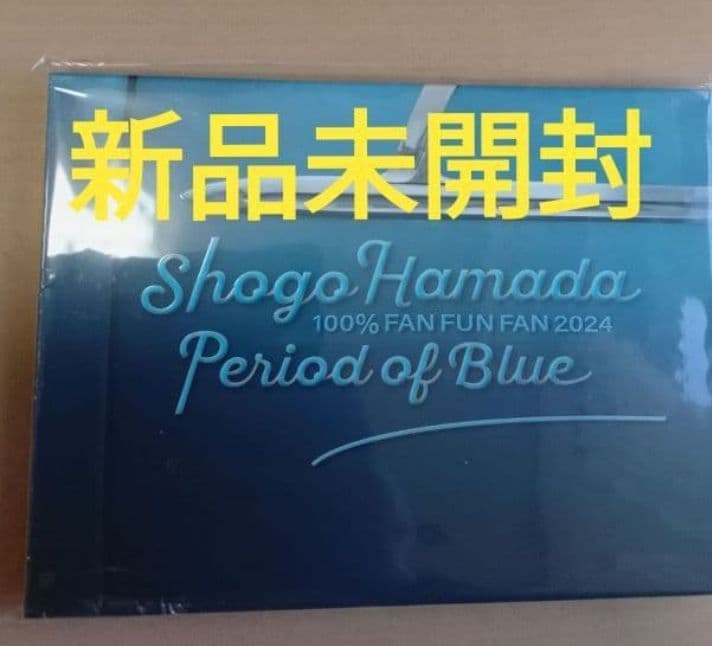 新品未開封
Shogo Hamada
100% FAN FUN FAN 2024
Period of Blue